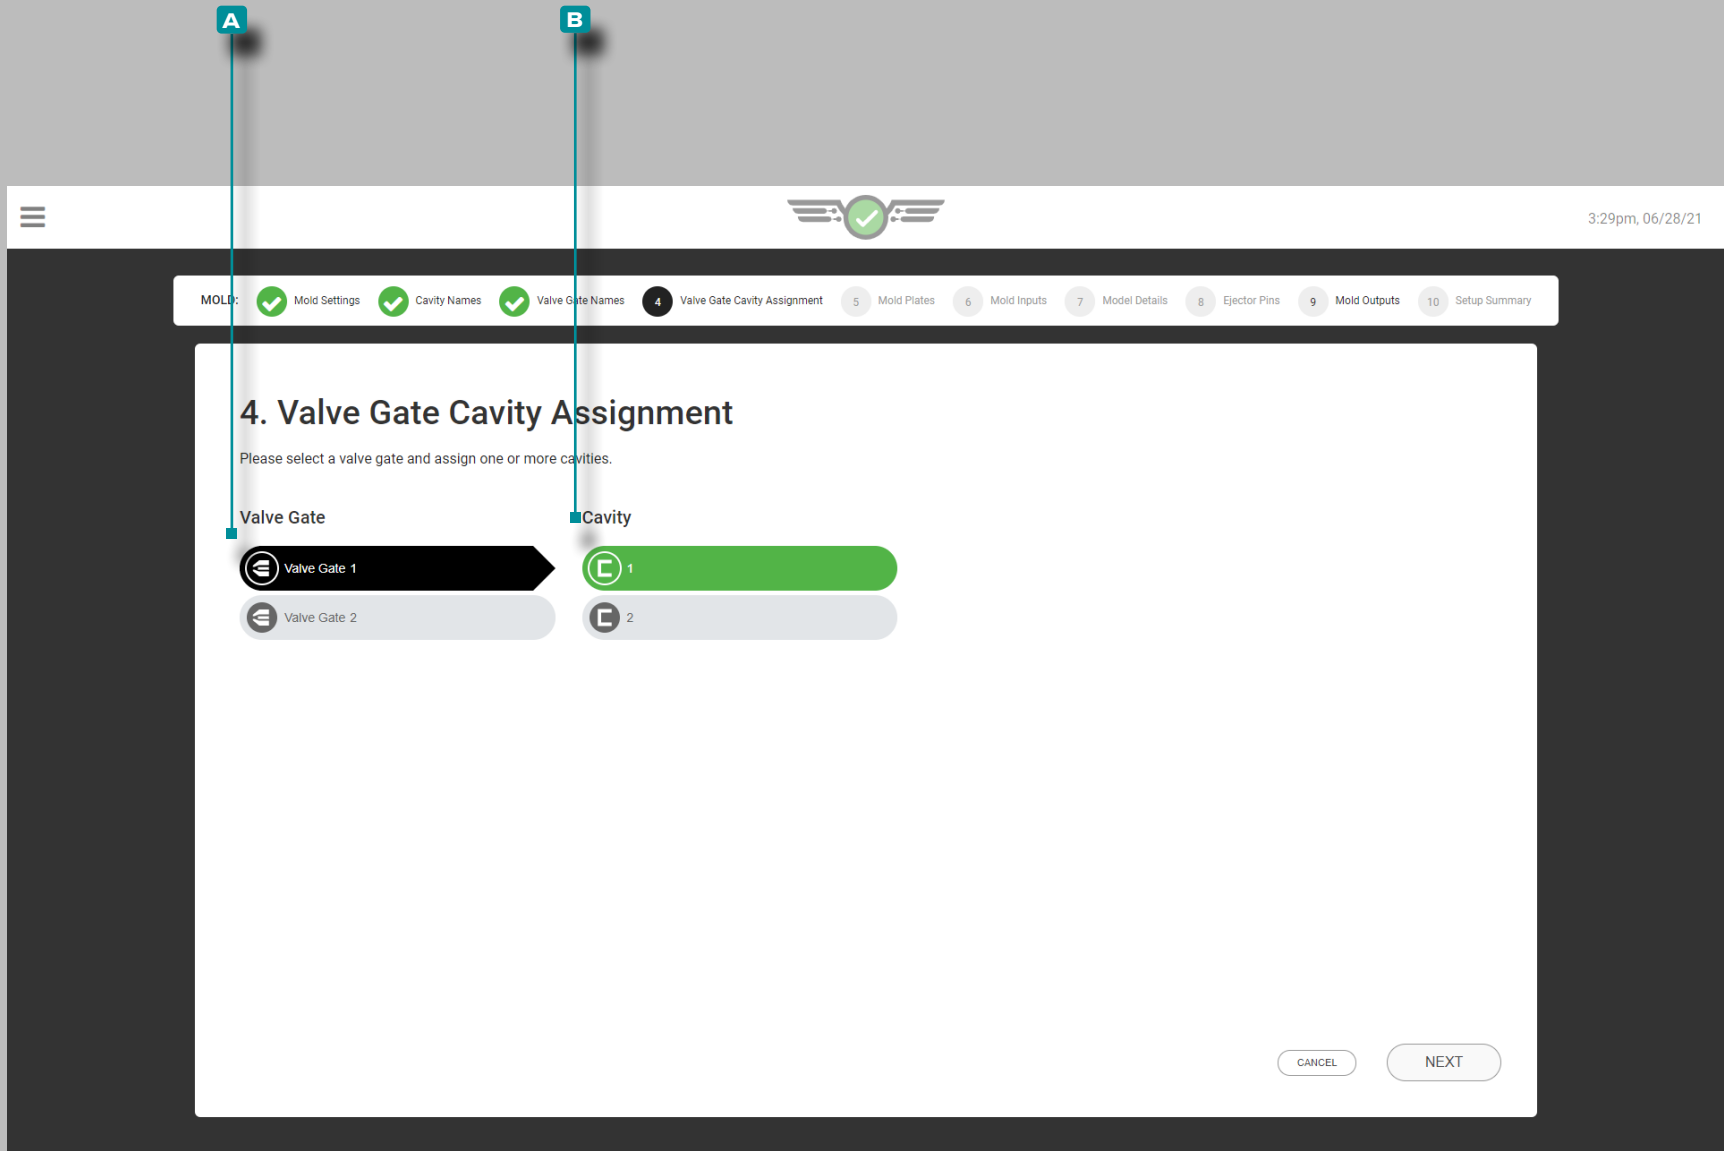 A B
3:29pm, 06/28/21
MOLD: Mold Settings Cavity Names Valve Gate Names 4 Valve Gate Cavity Assignment 5 Mold Plates 6 Mold Inputs 7 Model Details 8 Ejector Pins 9 Mold Outputs 10 Setup Summary
4. Valve Gate Cavity Assignment
Please select a valve gate and assign one or more cavities.
Valve Gate Cavity
Valve Gate 1 1
Valve Gate 2 2
CANCEL NEXT